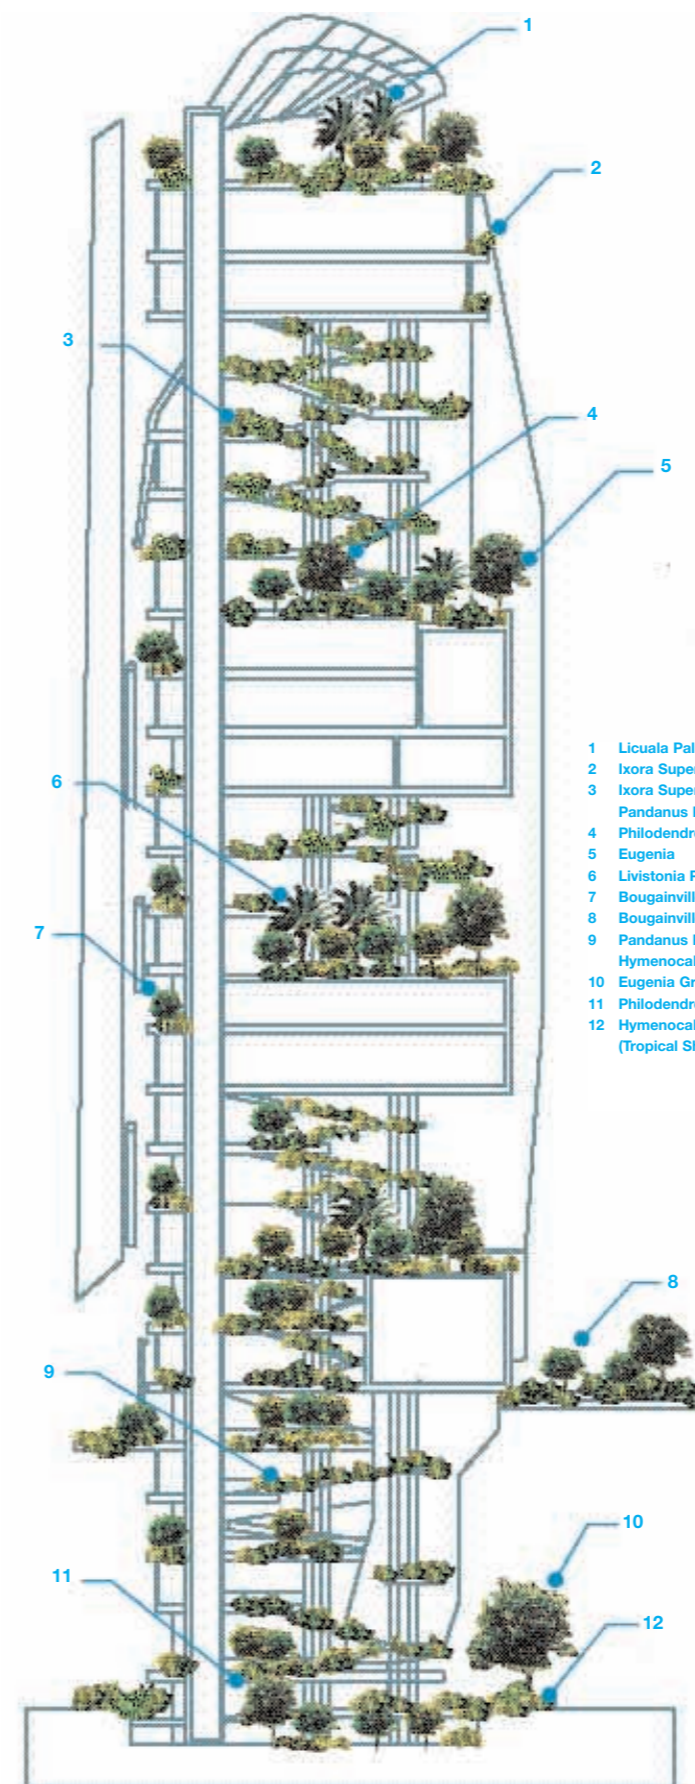 1
2
3
4
5
6
7
8
9
10
11
12
1 Licuala Pal
2 Ixora Super
3 Ixora Super
Pandanus
4 Philodendr
5 Eugenia
6 Livistonia
7 Bougainvill
8 Bougainvill
9 Pandanus
Hymenocal
10 Eugenia Gr
11 Philodendr
12 Hymenocal
(Tropical Sl